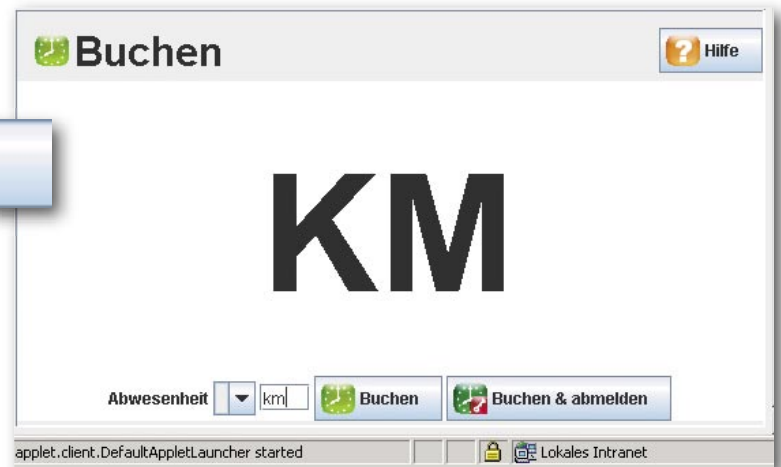 Buchen
Hilfe
KM
Abwesenheit km Buchen Buchen & abmelden
applet.client.DefaultAppletLauncher started Lokales Intranet